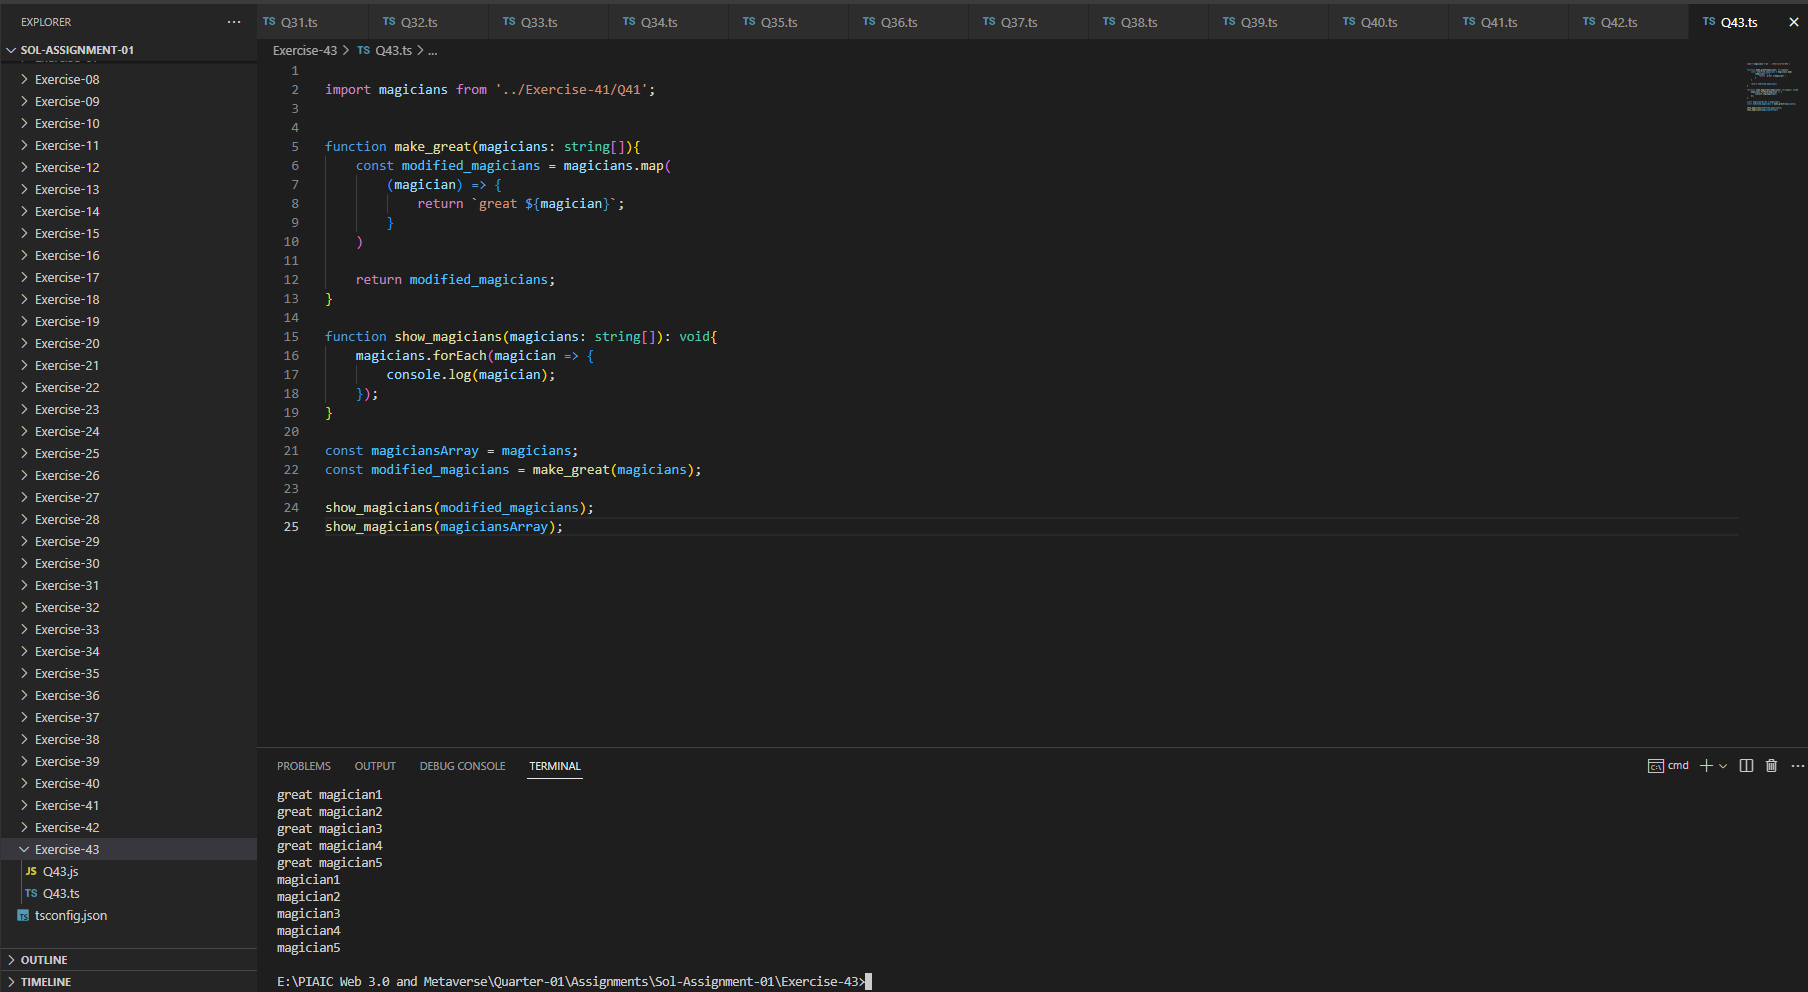 EXPLORER ···
SOL-ASSIGNMENT-01
Exercise-08
Exercise-09
Exercise-10
Exercise-11
Exercise-12
Exercise-13
Exercise-14
Exercise-15
Exercise-16
Exercise-17
Exercise-18
Exercise-19
Exercise-20
Exercise-21
Exercise-22
Exercise-23
Exercise-24
Exercise-25
Exercise-26
Exercise-27
Exercise-28
Exercise-29
Exercise-30
Exercise-31
Exercise-32
Exercise-33
Exercise-34
Exercise-35
Exercise-36
Exercise-37
Exercise-38
Exercise-39
Exercise-40
Exercise-41
Exercise-42
Exercise-43
JS Q43.js
TS Q43.ts
TS tsconfig.json
OUTLINE
TIMELINE
TS Q31.ts TS Q32.ts TS Q33.ts TS Q34.ts TS Q35.ts TS Q36.ts TS Q37.ts TS Q38.ts TS Q39.ts TS Q40.ts TS Q41.ts TS Q42.ts TS Q43.ts
Exercise-43 > TS Q43.ts > ...
1
2 import magicians from '../Exercise-41/Q41';
3
4
5 function make_great(magicians: string[]){
6 const modified_magicians = magicians.map(
7 (magician) => {
8 return `great ${magician}`;
9 }
10 )
11
12 return modified_magicians;
13 }
14
15 function show_magicians(magicians: string[]): void{
16 magicians.forEach(magician => {
17 console.log(magician);
18 });
19 }
20
21 const magiciansArray = magicians;
22 const modified_magicians = make_great(magicians);
23
24 show_magicians(modified_magicians);
25 show_magicians(magiciansArray);
PROBLEMS OUTPUT DEBUG CONSOLE TERMINAL cmd
great magician1
great magician2
great magician3
great magician4
great magician5
magician1
magician2
magician3
magician4
magician5
E:\PIAIC Web 3.0 and Metaverse\Quarter-01\Assignments\Sol-Assignment-01\Exercise-43>